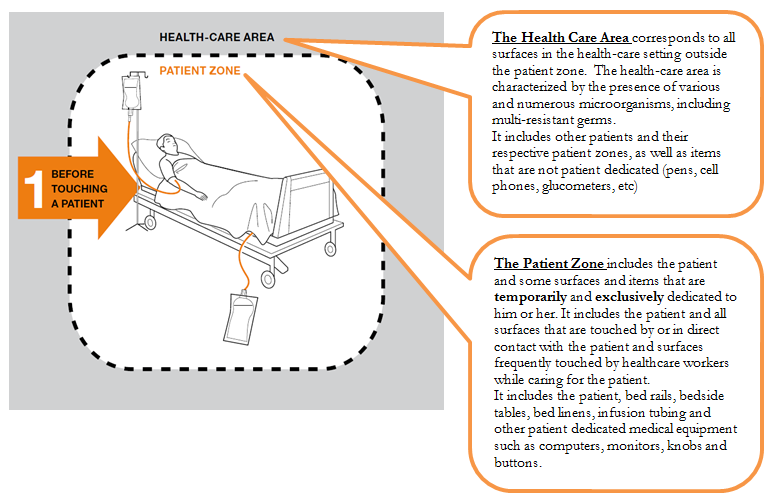 HEALTH-CARE AREA
PATIENT ZONE
1
BEFORE
TOUCHING
A PATIENT
The Health Care Area corresponds to all
surfaces in the health-care setting outside
the patient zone.  The health-care area is
characterized by the presence of various
and numerous microorganisms, including
multi-resistant germs.
It includes other patients and their
respective patient zones, as well as items
that are not patient dedicated (pens, cell
phones, glucometers, etc)
The Patient Zone includes the patient
and some surfaces and items that are
temporarily and exclusively dedicated to
him or her. It includes the patient and all
surfaces that are touched by or in direct
contact with the patient and surfaces
frequently touched by healthcare workers
while caring for the patient.
It includes the patient, bed rails, bedside
tables, bed linens, infusion tubing and
other patient dedicated medical equipment
such as computers, monitors, knobs and
buttons.